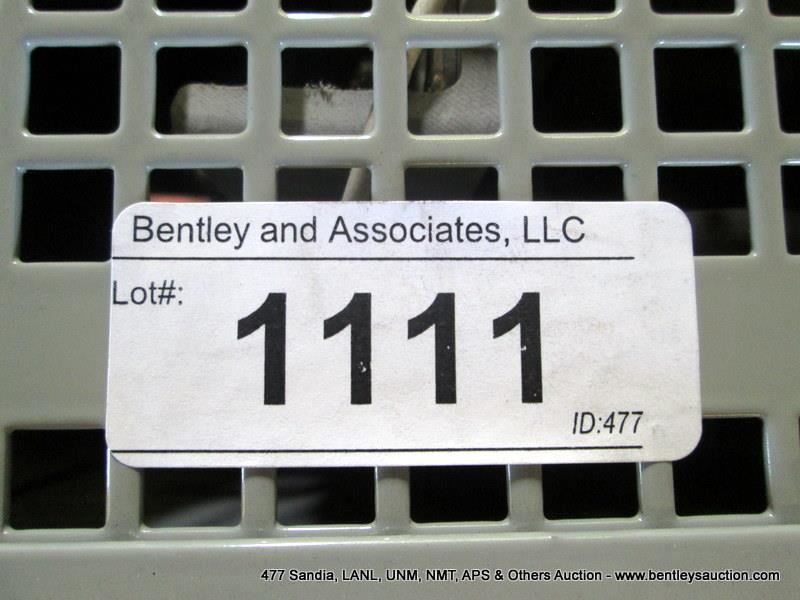 Bentley and Associates, LLC
Lot#:
1111
ID:477
477 Sandia, LANL, UNM, NMT, APS & Others Auction - www.bentleysauction.com